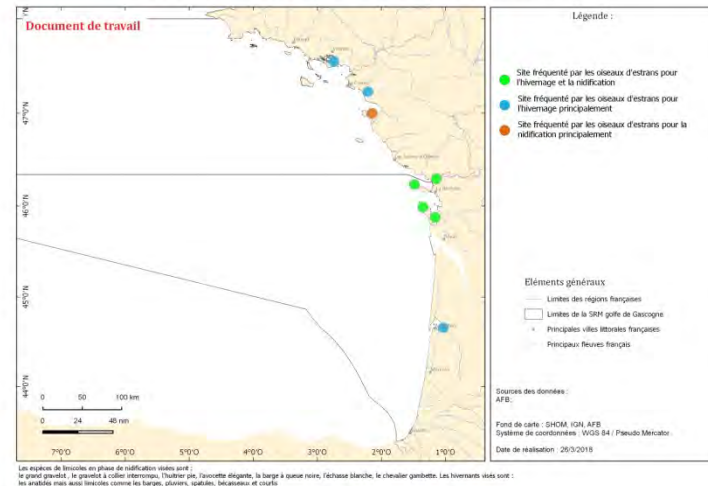 Document de travail
47°0'N
46°0'N
45°0'N
44°0'N
0 50 100 km
0 24 48 nm
7°0'O 6°0'O 5°0'O 4°0'O 3°0'O 2°0'O 1°0'O
Légende :
Site fréquenté par les oiseaux d'estrans pour
l'hivernage et la nidification
Site fréquenté par les oiseaux d'estrans pour
l'hivernage principalement
Site fréquenté par les oiseaux d'estrans pour la
nidification principalement
Eléments généraux
Limites des régions françaises
Limites de la SRM golfe de Gascogne
Principales villes littorales françaises
Principaux fleuves français
Sources des données :
AFB;
Fond de carte : SHOM, IGN, AFB
Système de coordonnées : WGS 84 / Pseudo Mercator
Date de réalisation : 26/3/2018
Les espèces de limicoles en phase de nidification visées sont :
le grand gravelot , le gravelot à collier interrompu, l'huitrier pie, l'avocette élégante, la barge à queue noire, l'échasse blanche, le chevalier gambette. Les hivernants visés sont :
les anatidés mais aussi limicoles comme les barges, pluviers, spatules, bécasseaux et courlis